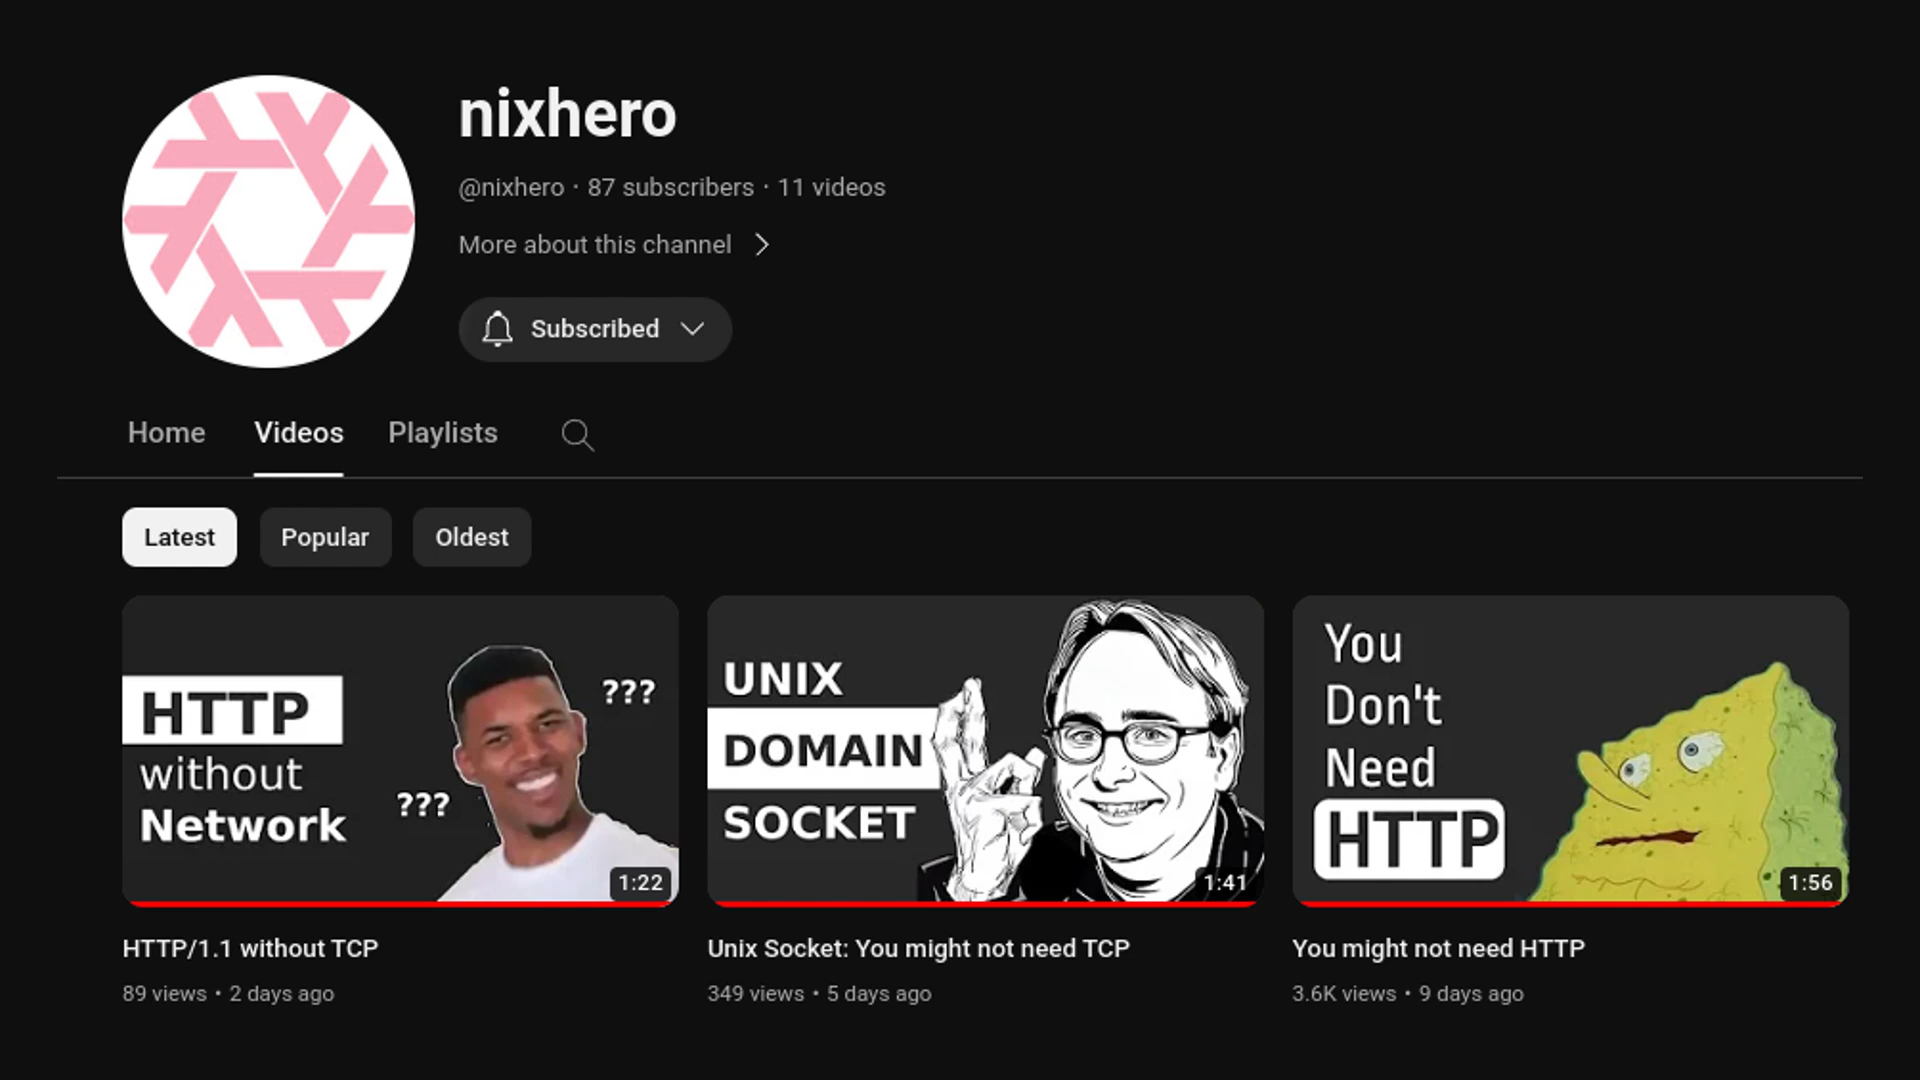 nixhero
@nixhero · 87 subscribers · 11 videos
More about this channel
Subscribed
Home Videos Playlists
Latest Popular Oldest
HTTP
without
Network
???
???
1:22
UNIX
DOMAIN
SOCKET
1:41
You
Don't
Need
HTTP
1:56
HTTP/1.1 without TCP
89 views • 2 days ago
Unix Socket: You might not need TCP
349 views • 5 days ago
You might not need HTTP
3.6K views • 9 days ago